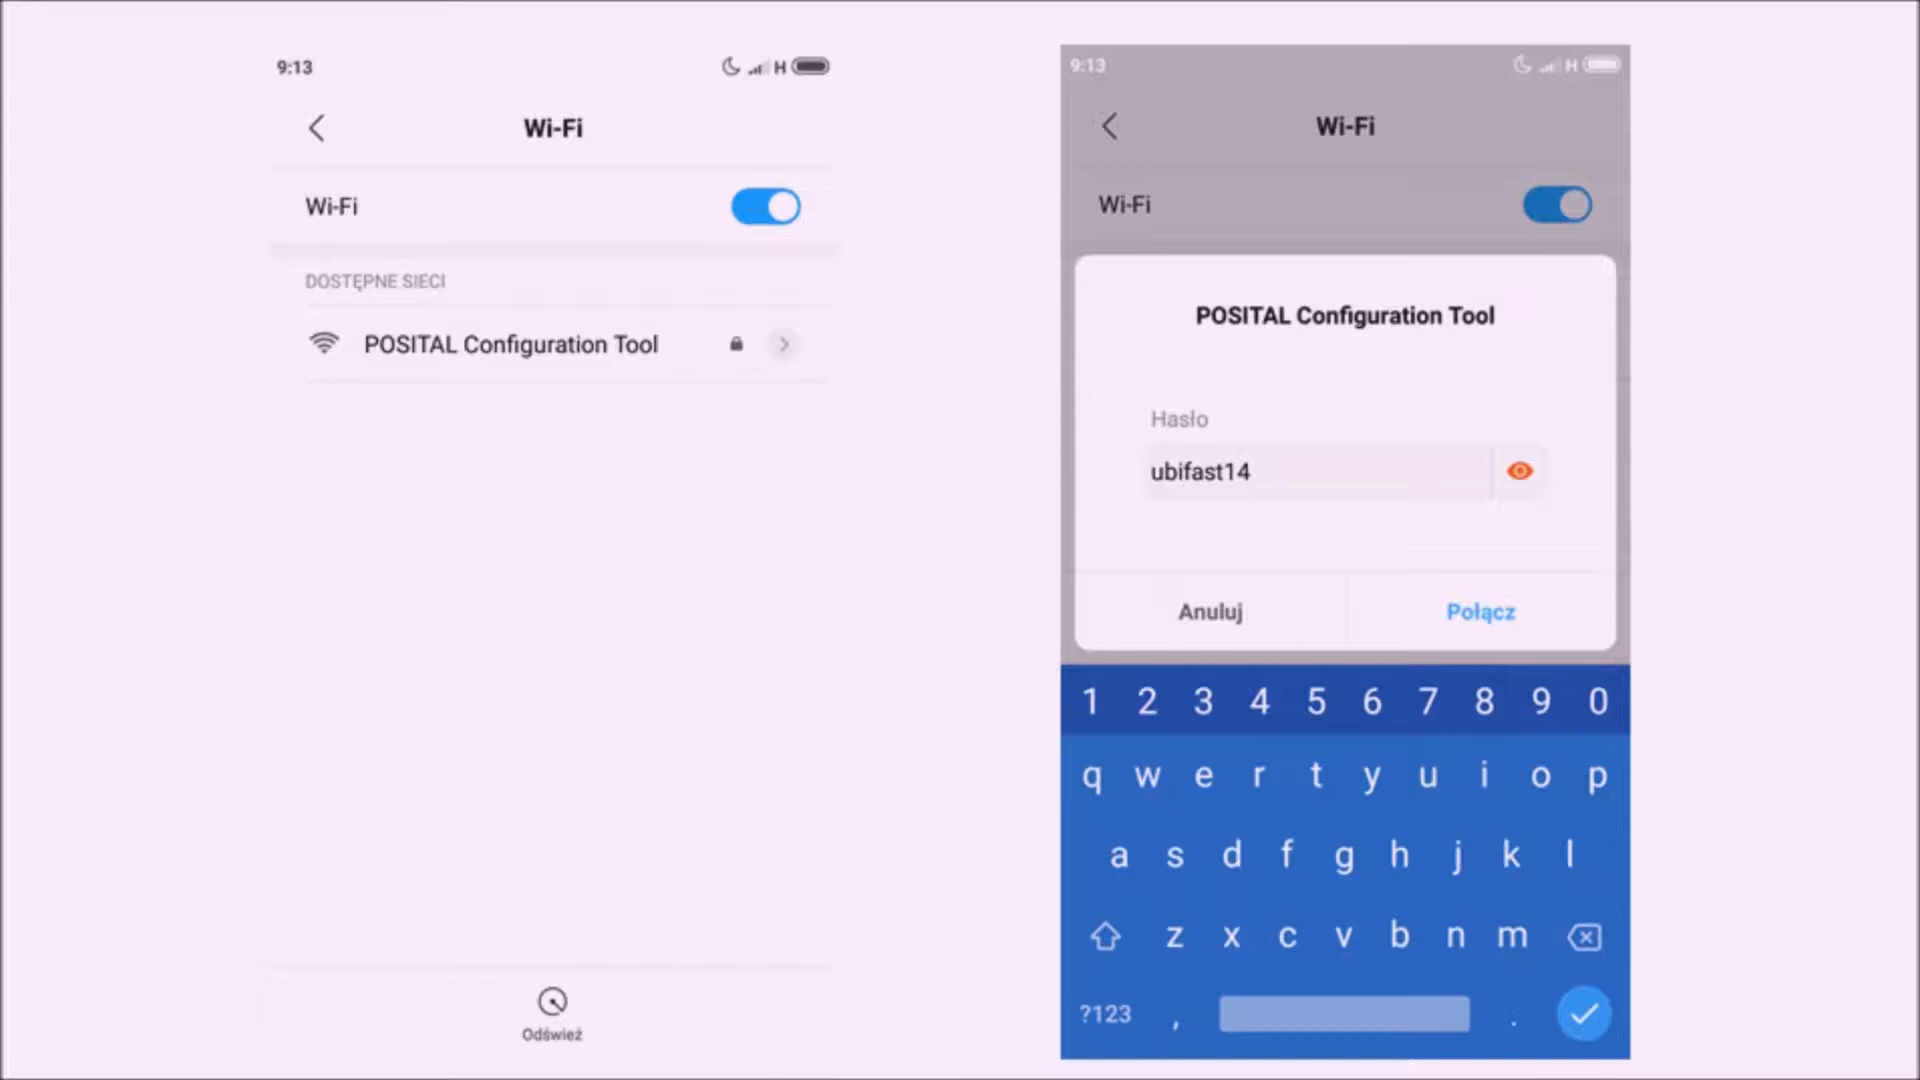 9:13
H
Wi-Fi
Wi-Fi
DOSTĘPNE SIECI
POSITAL Configuration Tool
Odśwież
9:13
H
Wi-Fi
Wi-Fi
POSITAL Configuration Tool
Hasło
ubifast14
Anuluj Połącz
1 2 3 4 5 6 7 8 9 0
q w e r t y u i o p
a s d f g h j k l
z x c v b n m
?123 , .